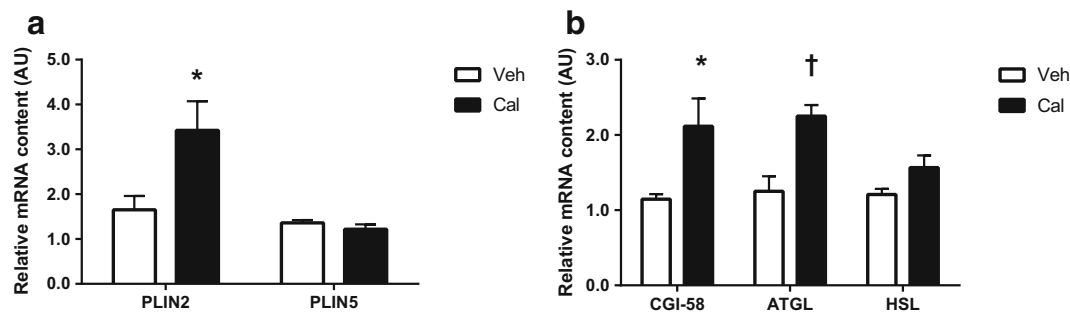 a
Relative mRNA content (AU)
5.0
4.0
3.0
2.0
1.0
0.0
*
PLIN2
PLIN5
Veh
Cal
b
Relative mRNA content (AU)
3.0
2.0
1.0
0.0
*
†
CGI-58
ATGL
HSL
Veh
Cal